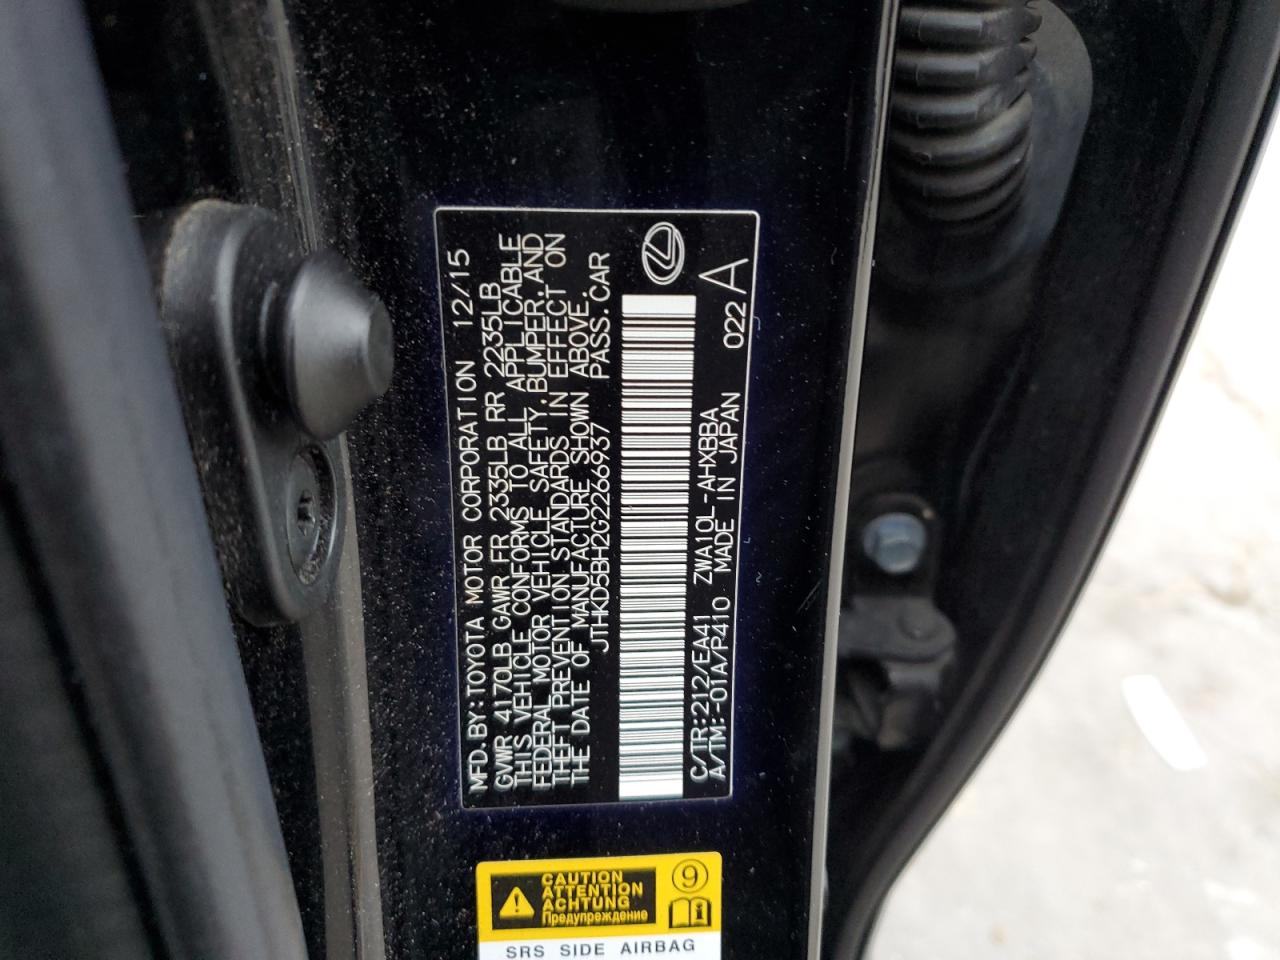 MFD.BY:TOYOTA MOTOR CORPORATION 12/15
GVWR 4170LB GAWR FR 2335LB RR 2235LB
THIS VEHICLE CONFORMS TO ALL APPLICABLE
FEDERAL MOTOR VEHICLE SAFETY,BUMPER,AND
THEFT PREVENTION STANDARDS IN EFFECT ON
THE DATE OF MANUFACTURE SHOWN ABOVE.
JTHKD5BH2G2266937 PASS.CAR
C/TR:212/EA41 ZWA10L-AHXBBA 022 A
A/TM:-01A/P410 MADE IN JAPAN
CAUTION
ATTENTION
ACHTUNG
Предупреждение
9
SRS SIDE AIRBAG